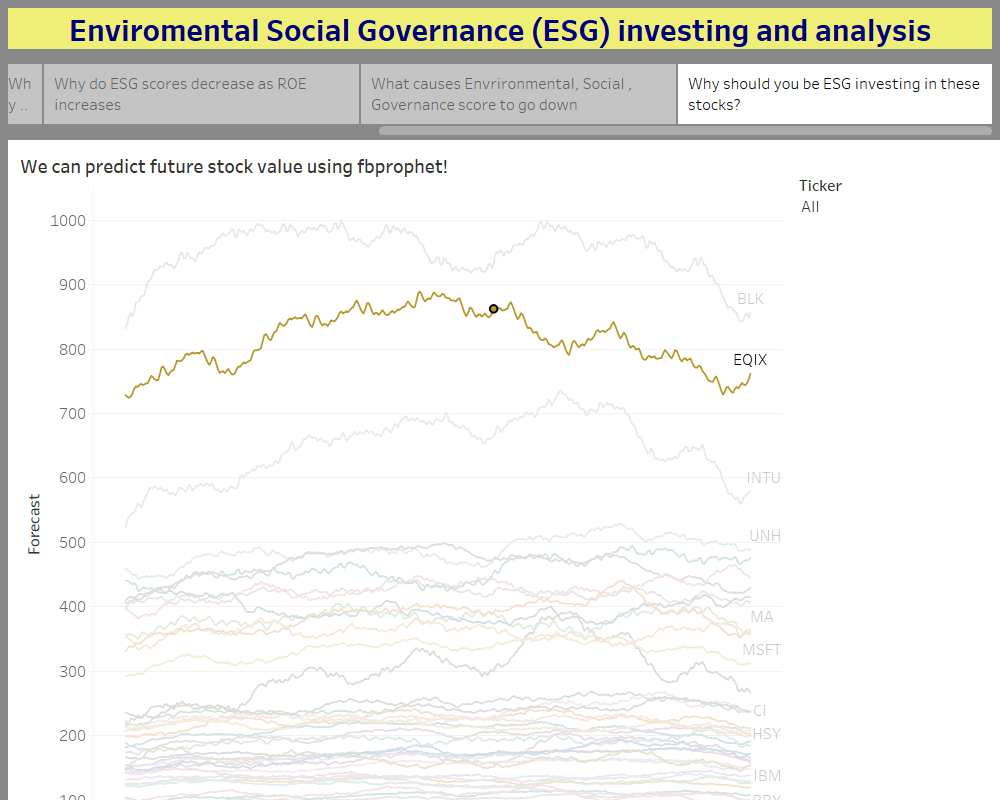 Enviromental Social Governance (ESG) investing and analysis
Wh
y ..
Why do ESG scores decrease as ROE
increases
What causes Envrironmental, Social ,
Governance score to go down
Why should you be ESG investing in these
stocks?
We can predict future stock value using fbprophet!
Ticker
All
1000
900
800
700
600
500
400
300
200
100
Forecast
BLK
EQIX
INTU
UNH
MA
MSFT
CI
HSY
IBM